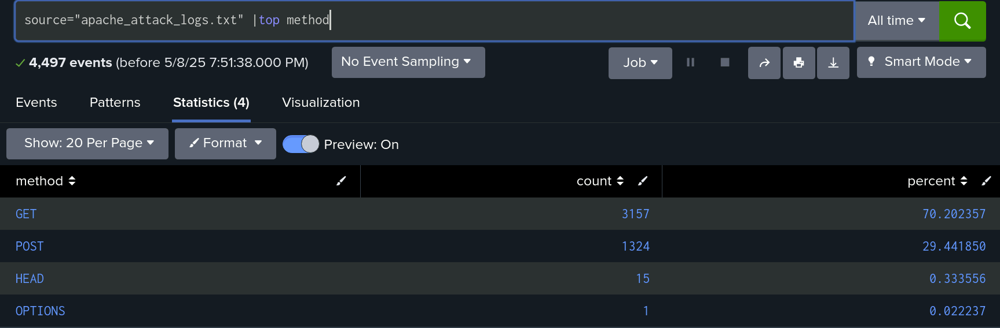 source="apache_attack_logs.txt" |top method
All time
4,497 events (before 5/8/25 7:51:38.000 PM)
No Event Sampling
Job
Smart Mode
Events
Patterns
Statistics (4)
Visualization
Show: 20 Per Page
Format
Preview: On
method count percent
GET 3157 70.202357
POST 1324 29.441850
HEAD 15 0.333556
OPTIONS 1 0.022237